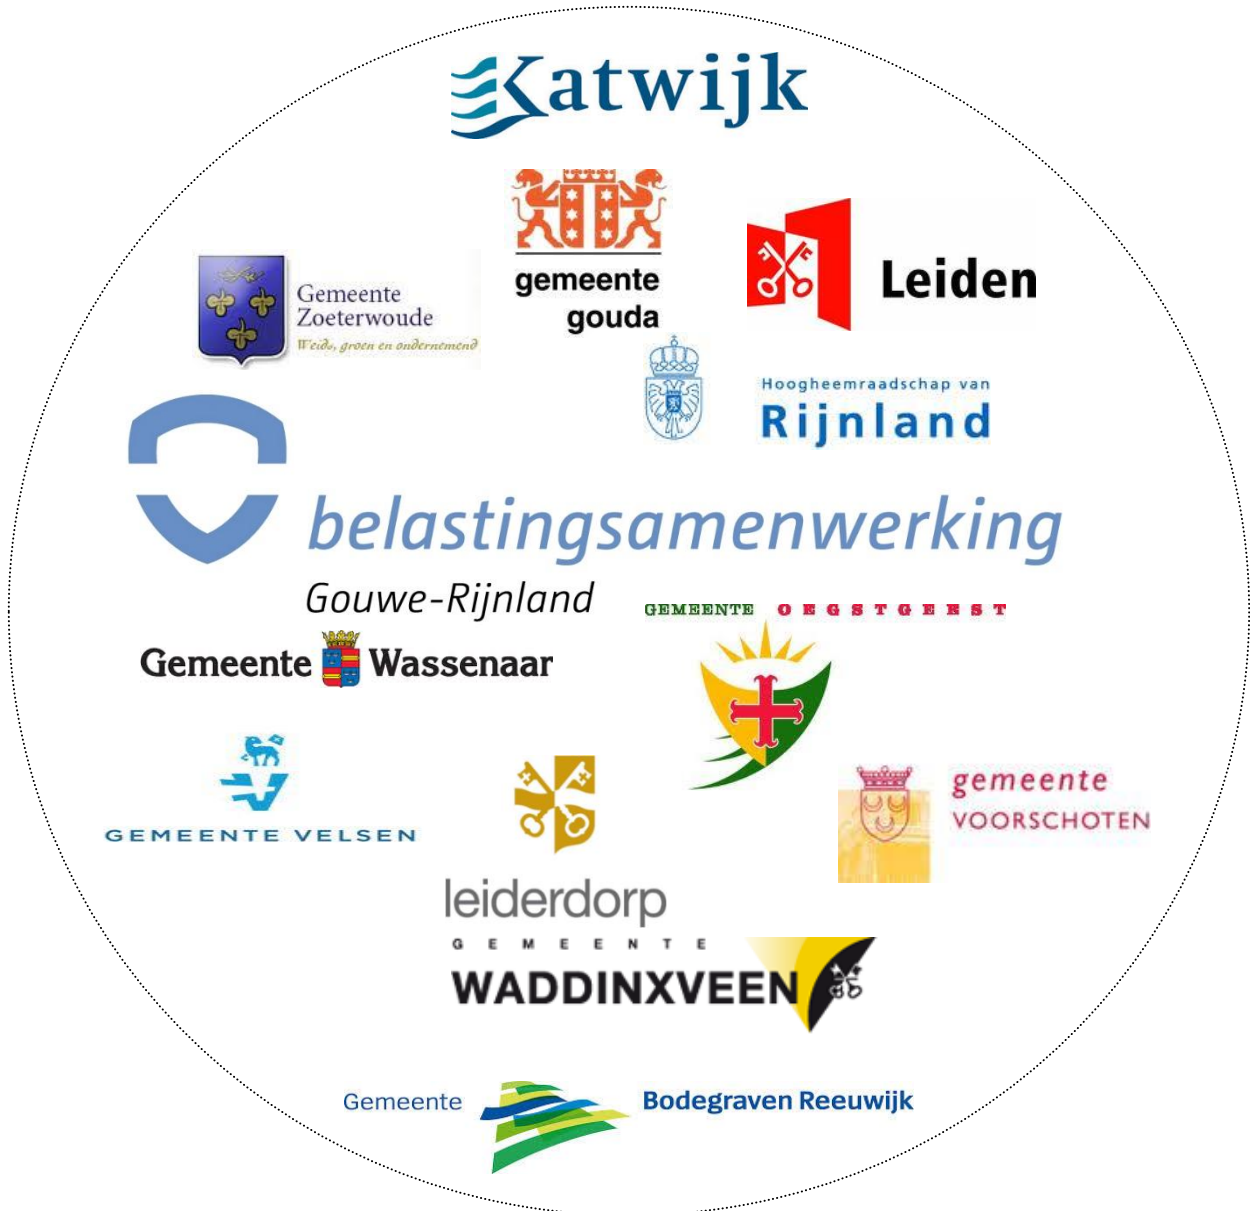 Katwijk
gemeente
gouda
Leiden
Gemeente
Zoeterwoude
Weids, groen en ondernemend
Hoogheemraadschap van
Rijnland
belastingsamenwerking
Gouwe-Rijnland
GEMEENTE OEGSTGEEST
Gemeente Wassenaar
GEMEENTE VELSEN
gemeente
VOORSCHOTEN
leiderdorp
GEMEENTE
WADDINXVEEN
Gemeente Bodegraven Reeuwijk